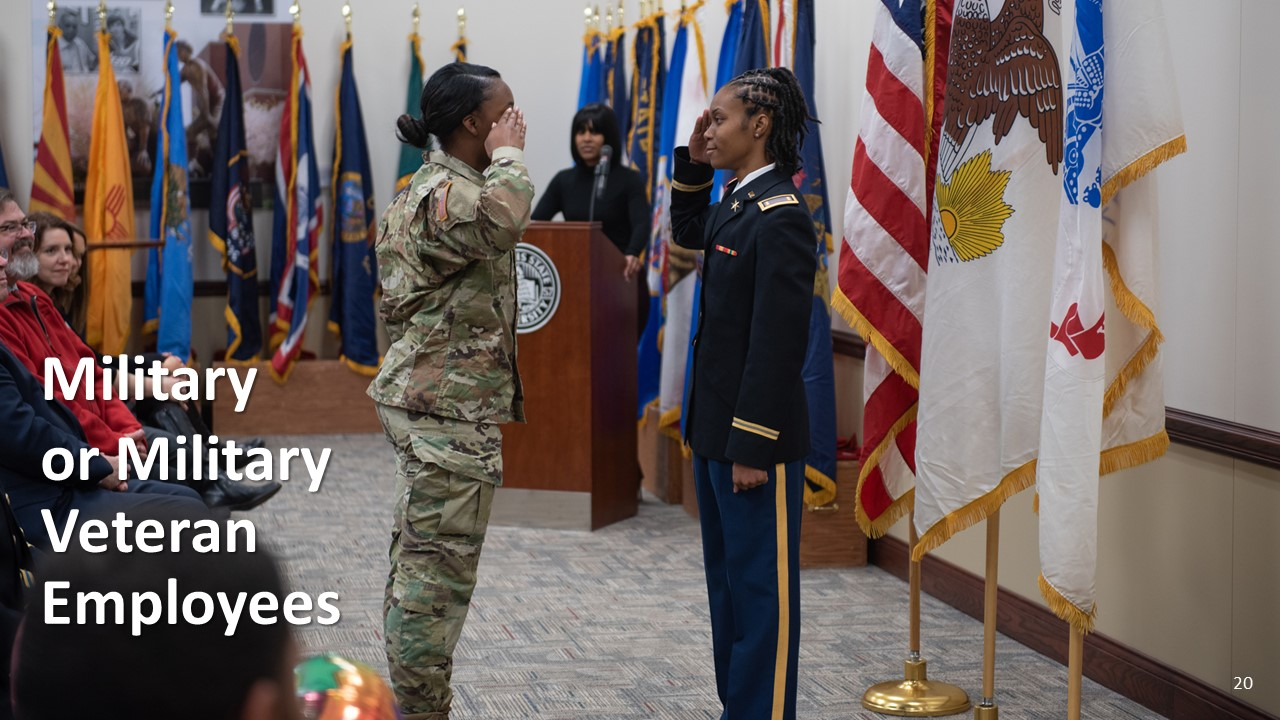 Military
or Military
Veteran
Employees
20